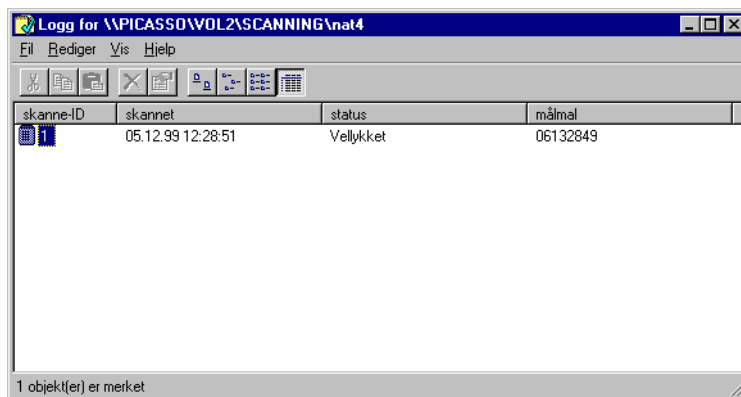 Logg for \\PICASSO\VOL2\SCANNING\nat4
Fil Rediger Vis Hjelp
skanne-ID skannet status målmal
1 05.12.99 12:28:51 Vellykket 06132849
1 objekt(er) er merket